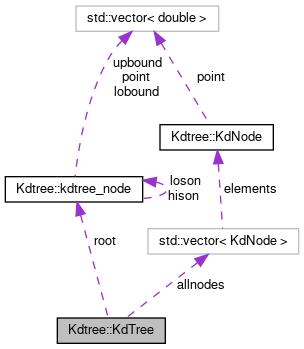 std::vector< double >
upbound
point
lobound
point
Kdtree::KdNode
Kdtree::kdtree_node
loson
hison
elements
root
std::vector< KdNode >
allnodes
Kdtree::KdTree